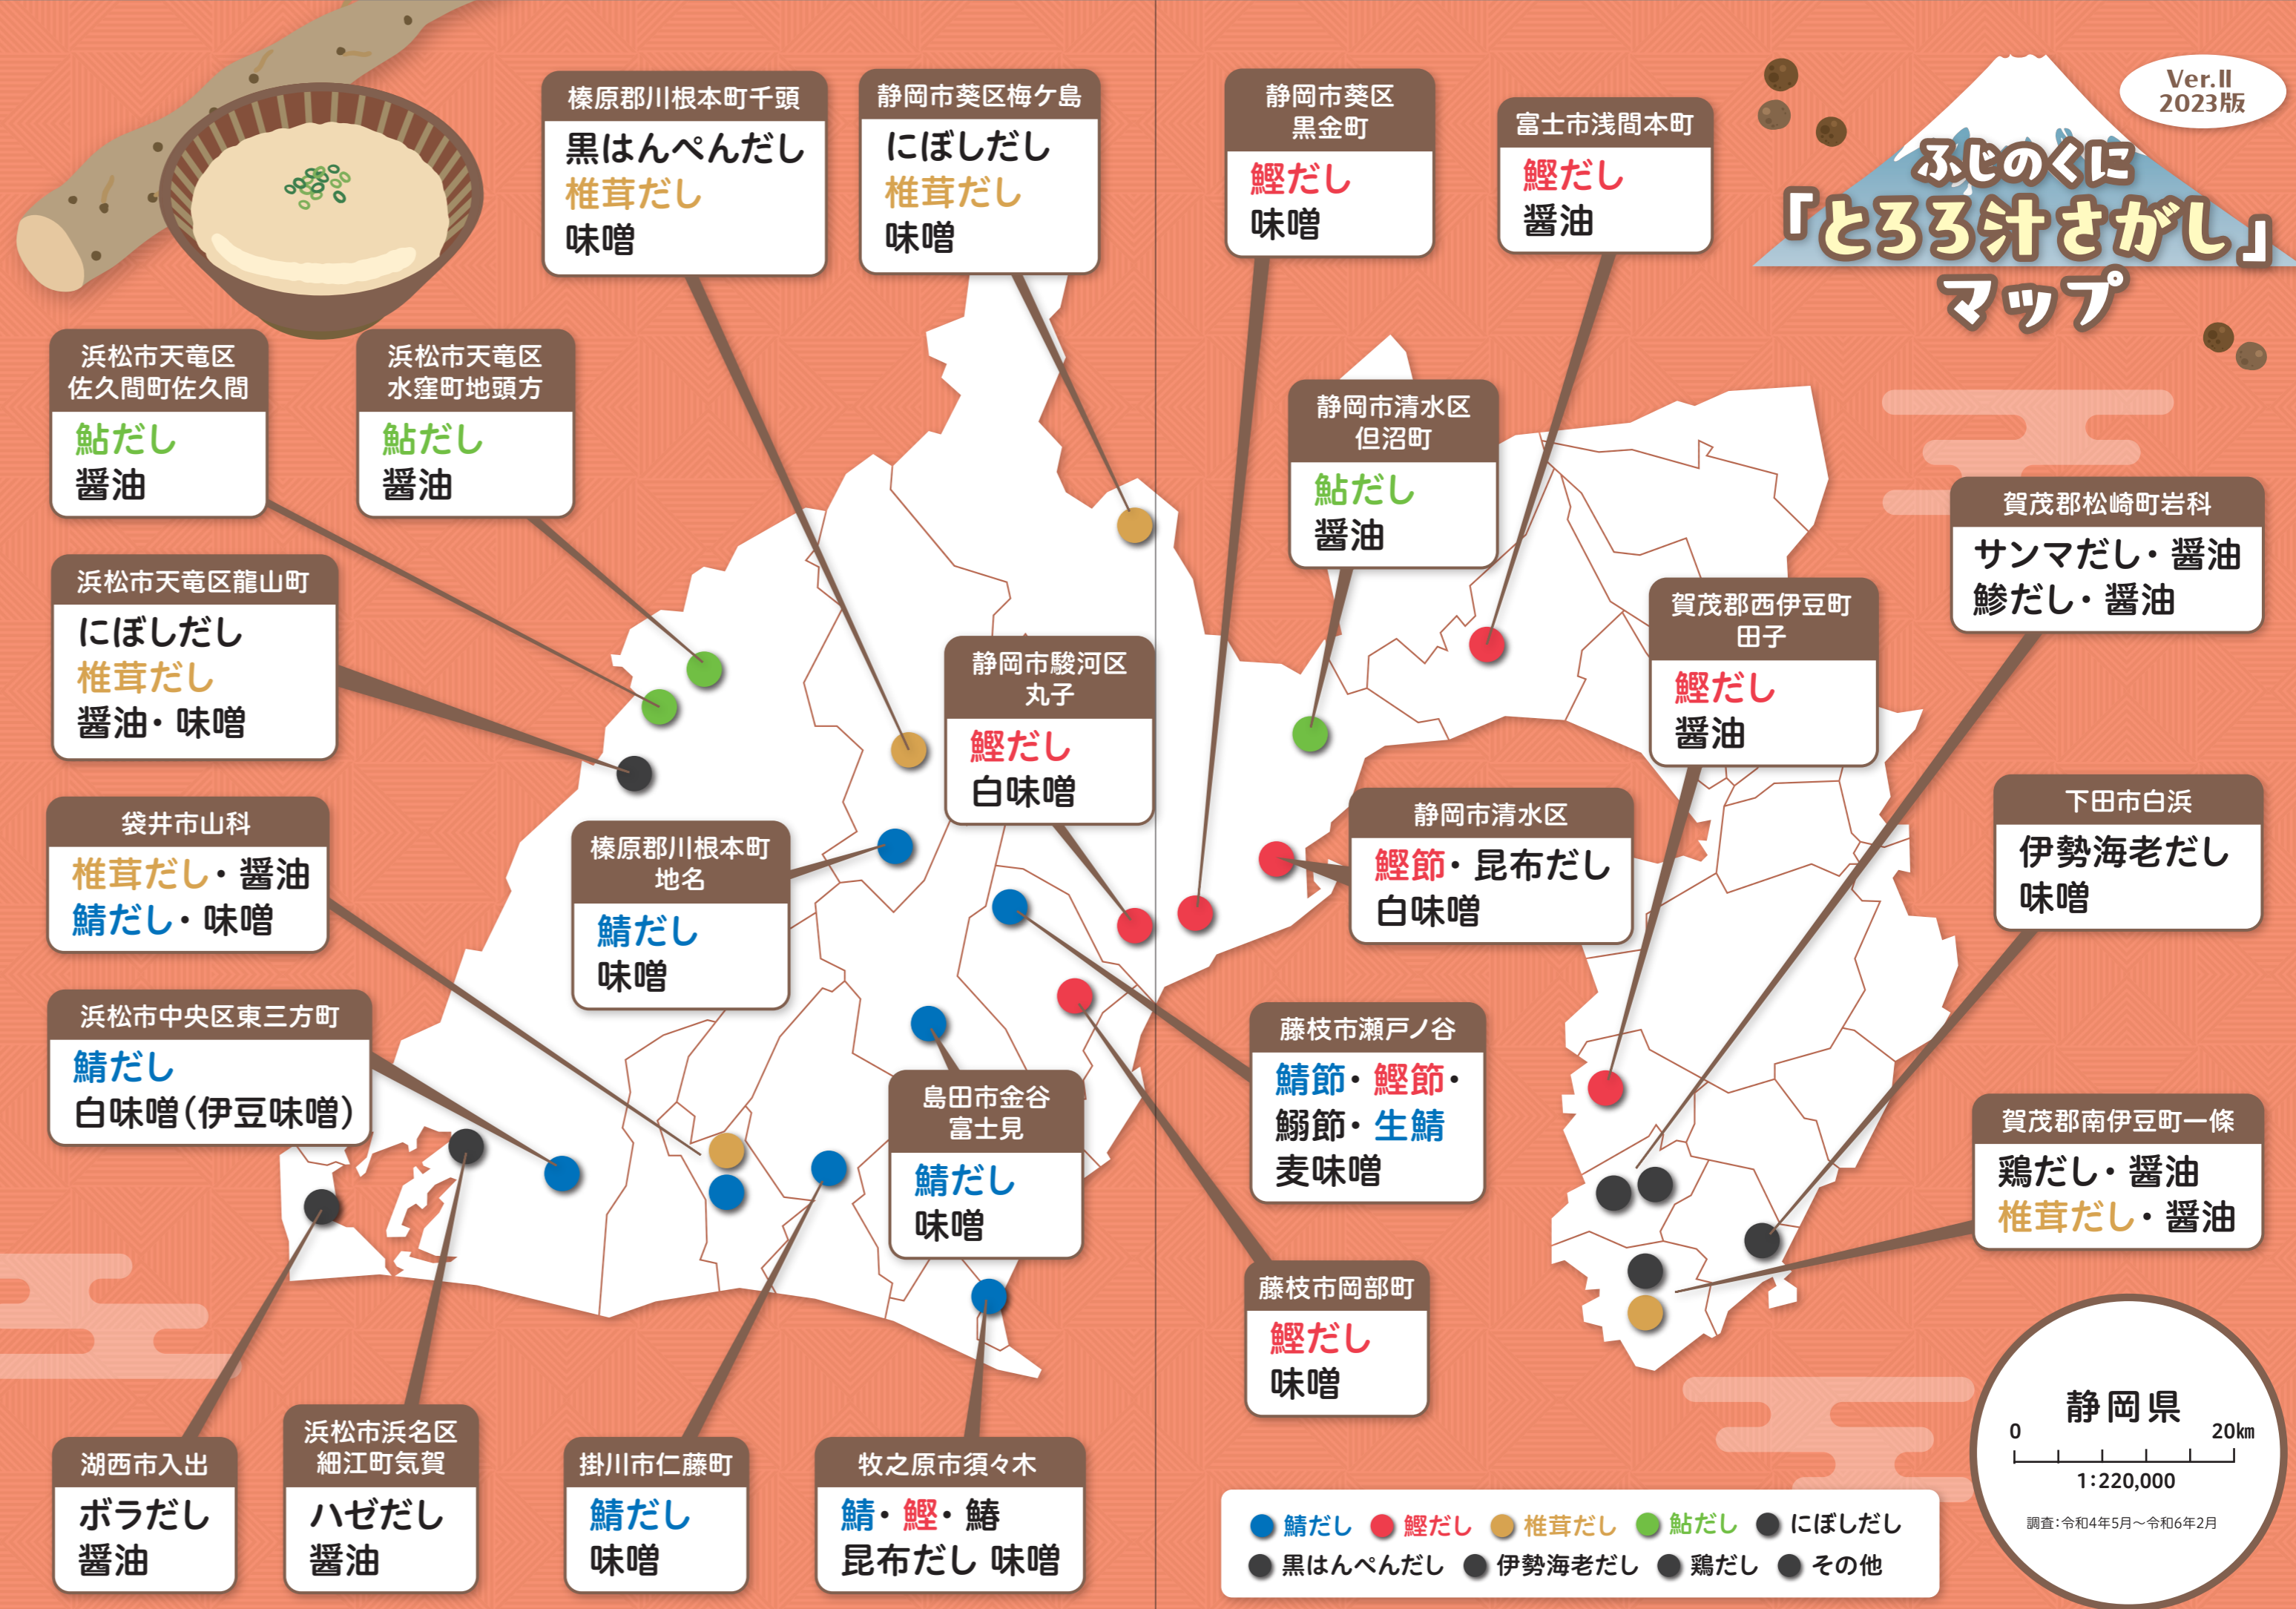 Ver.Ⅱ
2023版
ふじのくに
「とろろ汁さがし」
マップ
榛原郡川根本町千頭
黒はんぺんだし
椎茸だし
味噌
静岡市葵区梅ケ島
にぼしだし
椎茸だし
味噌
静岡市葵区
黒金町
鰹だし
味噌
富士市浅間本町
鰹だし
醤油
浜松市天竜区
佐久間町佐久間
鮎だし
醤油
浜松市天竜区
水窪町地頭方
鮎だし
醤油
静岡市清水区
但沼町
鮎だし
醤油
賀茂郡松崎町岩科
サンマだし・醤油
鯵だし・醤油
浜松市天竜区龍山町
にぼしだし
椎茸だし
醤油・味噌
静岡市駿河区
丸子
鰹だし
白味噌
賀茂郡西伊豆町
田子
鰹だし
醤油
袋井市山科
椎茸だし・醤油
鯖だし・味噌
榛原郡川根本町
地名
鯖だし
味噌
静岡市清水区
鰹節・昆布だし
白味噌
下田市白浜
伊勢海老だし
味噌
浜松市中央区東三方町
鯖だし
白味噌(伊豆味噌)
島田市金谷
富士見
鯖だし
味噌
藤枝市瀬戸ノ谷
鯖節・鰹節・
鰯節・生鯖
麦味噌
賀茂郡南伊豆町一條
鶏だし・醤油
椎茸だし・醤油
藤枝市岡部町
鰹だし
味噌
湖西市入出
ボラだし
醤油
浜松市浜名区
細江町気賀
ハゼだし
醤油
掛川市仁藤町
鯖だし
味噌
牧之原市須々木
鯖・鰹・鰆
昆布だし 味噌
鯖だし 鰹だし 椎茸だし 鮎だし にぼしだし
黒はんぺんだし 伊勢海老だし 鶏だし その他
静岡県
0 20㎞
1:220,000
調査:令和4年5月〜令和6年2月